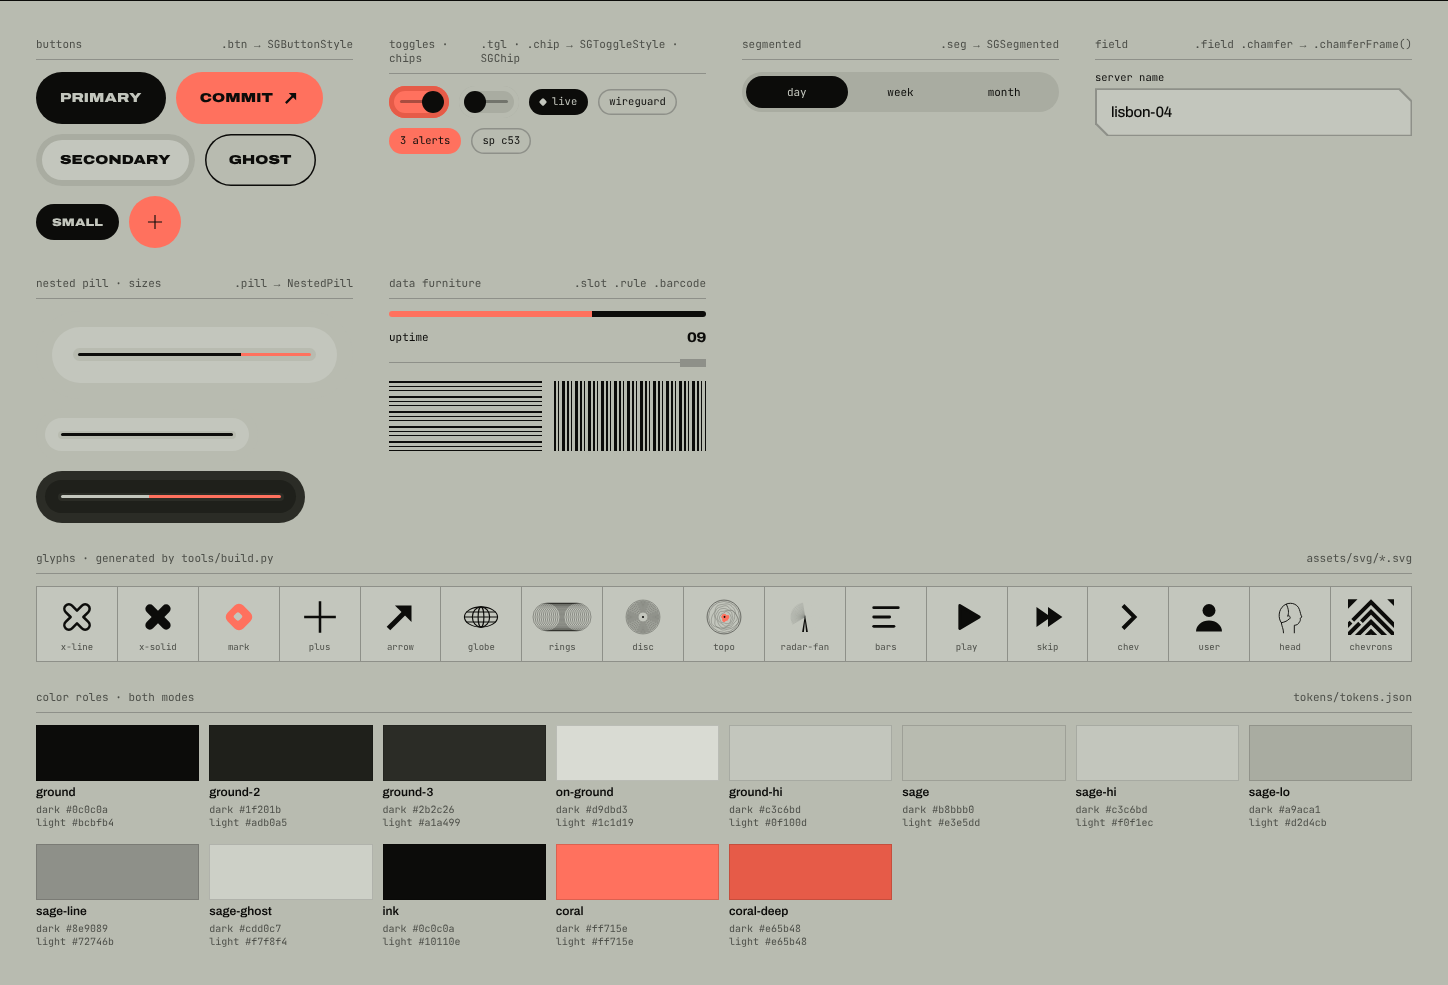 buttons
.btn → SGButtonStyle
PRIMARY
COMMIT
SECONDARY
GHOST
SMALL
toggles · chips
.tgl · .chip → SGToggleStyle · SGChip
live
wireguard
3 alerts
sp c53
segmented
.seg → SGSegmented
day
week
month
field
.field .chamfer → .chamferFrame()
server name
lisbon-04
nested pill · sizes
.pill → NestedPill
data furniture
.slot .rule .barcode
uptime
09
glyphs · generated by tools/build.py
assets/svg/*.svg
x-line
x-solid
mark
plus
arrow
globe
rings
disc
topo
radar-fan
bars
play
skip
chev
user
head
chevrons
color roles · both modes
tokens/tokens.json
ground
dark #0c0c0a
light #bcbfb4
ground-2
dark #1f201b
light #adb0a5
ground-3
dark #2b2c26
light #a1a499
on-ground
dark #d9dbd3
light #1c1d19
ground-hi
dark #c3c6bd
light #0f100d
sage
dark #b8bbb0
light #e3e5dd
sage-hi
dark #c3c6bd
light #f0f1ec
sage-lo
dark #a9aca1
light #d2d4cb
sage-line
dark #8e9089
light #72746b
sage-ghost
dark #cdd0c7
light #f7f8f4
ink
dark #0c0c0a
light #10110e
coral
dark #ff715e
light #ff715e
coral-deep
dark #e65b48
light #e65b48